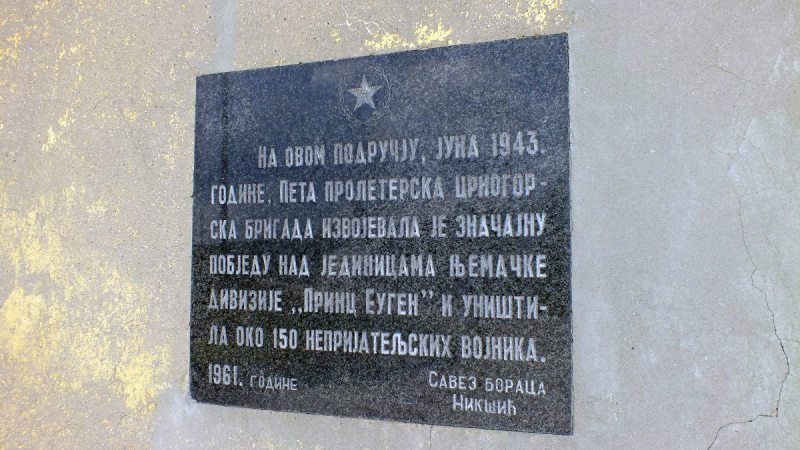 На овом подручју, јуна 1943.
године, Пета пролетерска црногор-
ска бригада извојевала је значајну
побједу над јединицама њемачке
дивизије „Принц Еуген” и уништи-
ла око 150 непријатељских војника.
1961. године
Савез бораца
Никшић